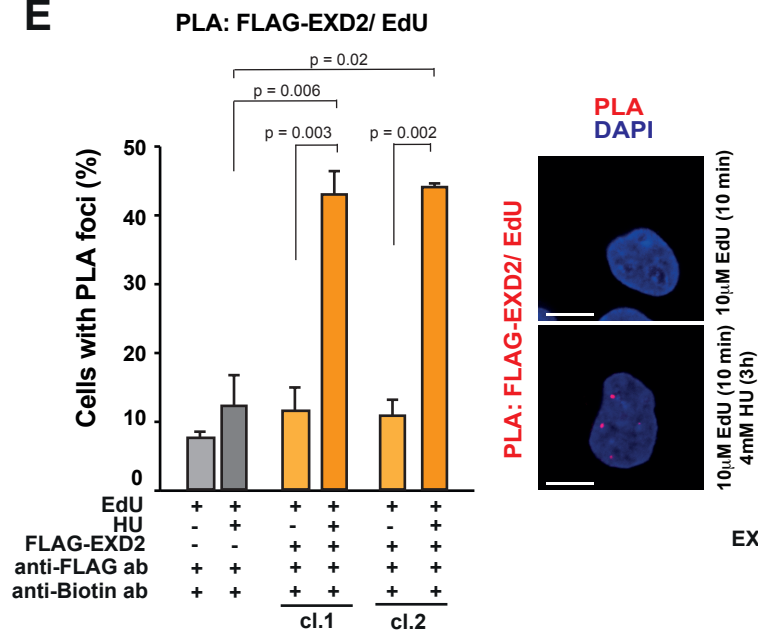 E
PLA: FLAG-EXD2/ EdU
p = 0.02
p = 0.006
p = 0.003
p = 0.002
Cells with PLA foci (%)
50
40
30
20
10
0
EdU + + + + + +
HU - + - + - +
FLAG-EXD2 - - + + + +
anti-FLAG ab + + + + + +
anti-Biotin ab + + + + + +
cl.1
cl.2
PLA
DAPI
PLA: FLAG-EXD2/ EdU
10µM EdU (10 min)
10µM EdU (10 min)
4mM HU (3h)
EX